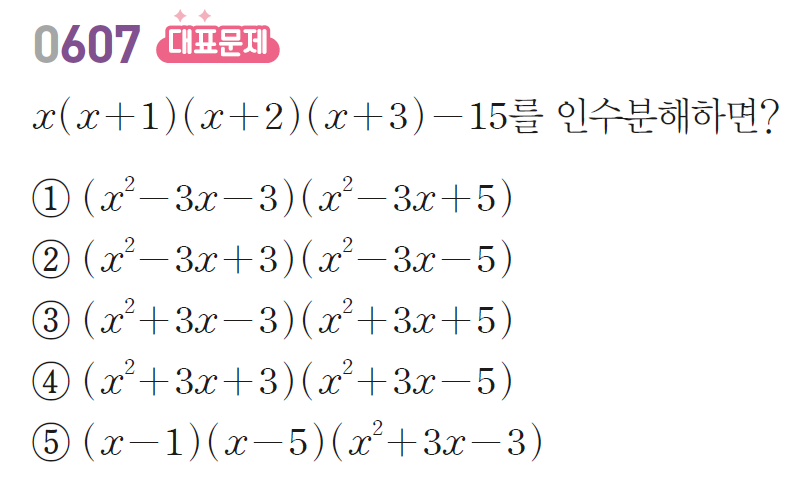 0607 대표문제
x(x+1)(x+2)(x+3)-15를 인수분해하면?
① (x²-3x-3)(x²-3x+5)
② (x²-3x+3)(x²-3x-5)
③ (x²+3x-3)(x²+3x+5)
④ (x²+3x+3)(x²+3x-5)
⑤ (x-1)(x-5)(x²+3x-3)